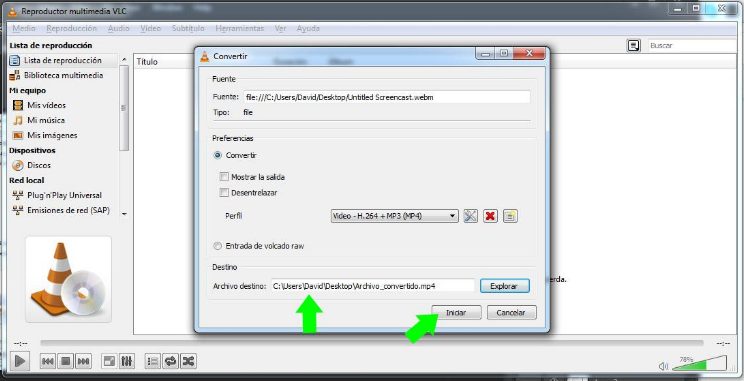 Reproductor multimedia VLC
Medio Reproducción Audio Video Subtítulo Herramientas Ver Ayuda
Lista de reproducción
Buscar
Lista de reproducción
Biblioteca multimedia
Mi equipo
Mis vídeos
Mi música
Mis imágenes
Dispositivos
Discos
Red local
Plug'n'Play Universal
Emisiones de red (SAP)
Título
Convertir
Fuente
Fuente: file:///C:/Users/David/Desktop/Untitled Screencast.webm
Tipo: file
Preferencias
Convertir
Mostrar la salida
Desentrelazar
Perfil Video - H.264 + MP3 (MP4)
Entrada de volcado raw
Destino
Archivo destino: C:\Users\David\Desktop\Archivo_convertido.mp4 Explorar
Iniciar Cancelar
erda.
--:-- --:--
78%